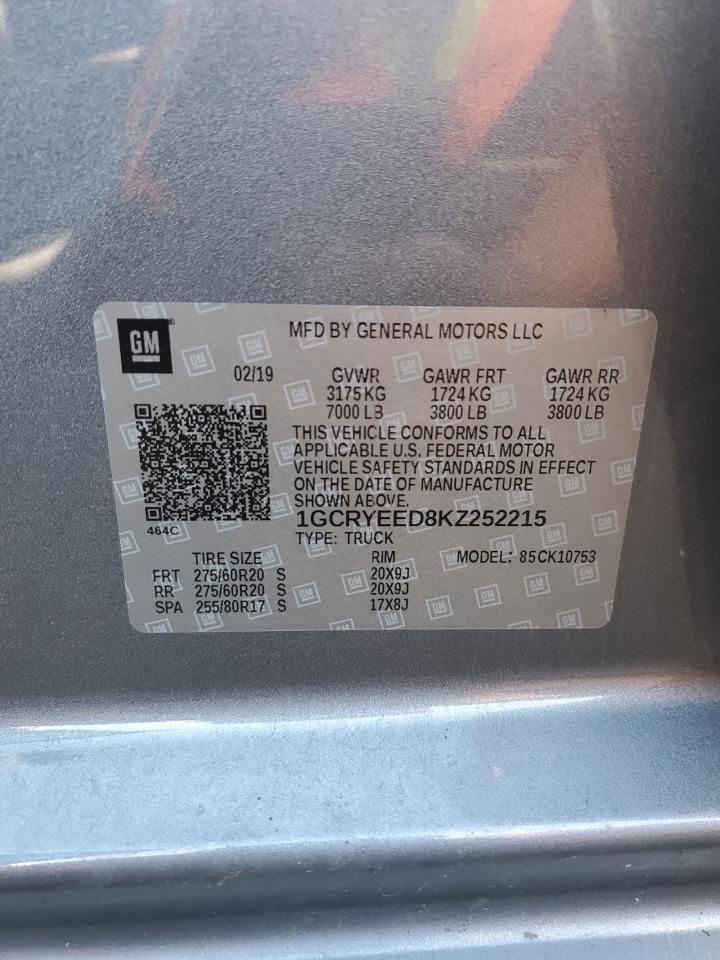 GM
MFD BY GENERAL MOTORS LLC
02/19 GVWR GAWR FRT GAWR RR
3175 KG 1724 KG 1724 KG
7000 LB 3800 LB 3800 LB
THIS VEHICLE CONFORMS TO ALL
APPLICABLE U.S. FEDERAL MOTOR
VEHICLE SAFETY STANDARDS IN EFFECT
ON THE DATE OF MANUFACTURE
SHOWN ABOVE.
464C
1GCRYEED8KZ252215
TYPE: TRUCK
TIRE SIZE RIM MODEL: 85CK10753
FRT 275/60R20 S 20X9J
RR 275/60R20 S 20X9J
SPA 255/80R17 S 17X8J